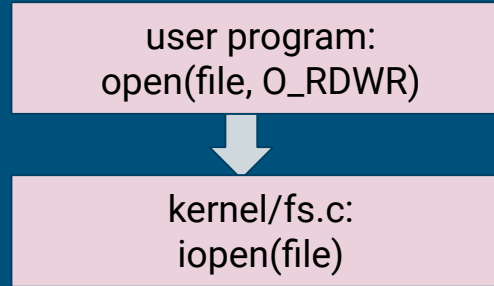 user program:
open(file, O_RDWR)
kernel/fs.c:
iopen(file)